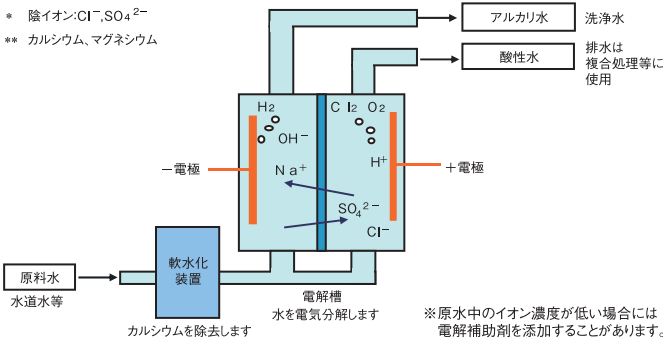 * 陰イオン:Cl⁻,SO₄²⁻
** カルシウム、マグネシウム
アルカリ水
洗浄水
酸性水
排水は
複合処理等に
使用
H₂
OH⁻
Na⁺
Cl₂ O₂
H⁺
SO₄²⁻
Cl⁻
−電極
+電極
原料水
水道水等
軟水化
装置
カルシウムを除去します
電解槽
水を電気分解します
※原水中のイオン濃度が低い場合には
電解補助剤を添加することがあります。